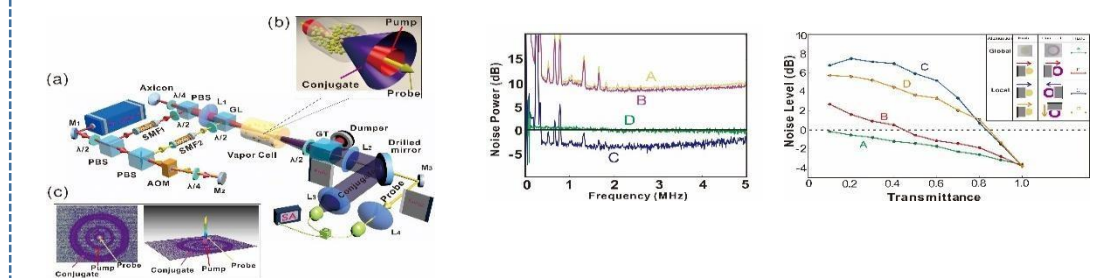 (a)
(b)
Pump
Conjugate
Probe
Axicon
λ/4
PBS
L₁
GL
M₁
λ/2
SMF1
λ/2
SMF2
λ/2
PBS
PBS
AOM
λ/4
M₂
Vapor Cell
GT
Dumper
λ/2
L₂
Drilled
mirror
M₃
Conjugate
Probe
SA
L₄
(c)
Conjugate
Pump
Probe
Conjugate
Pump
Probe
Noise Power (dB)
15
10
5
0
-5
A
B
D
C
0 1 2 3 4 5
Frequency (MHz)
Noise Level (dB)
10
8
6
4
2
0
-2
-4
C
D
B
A
0.2 0.4 0.6 0.8 1.0
Transmittance
Global
Local